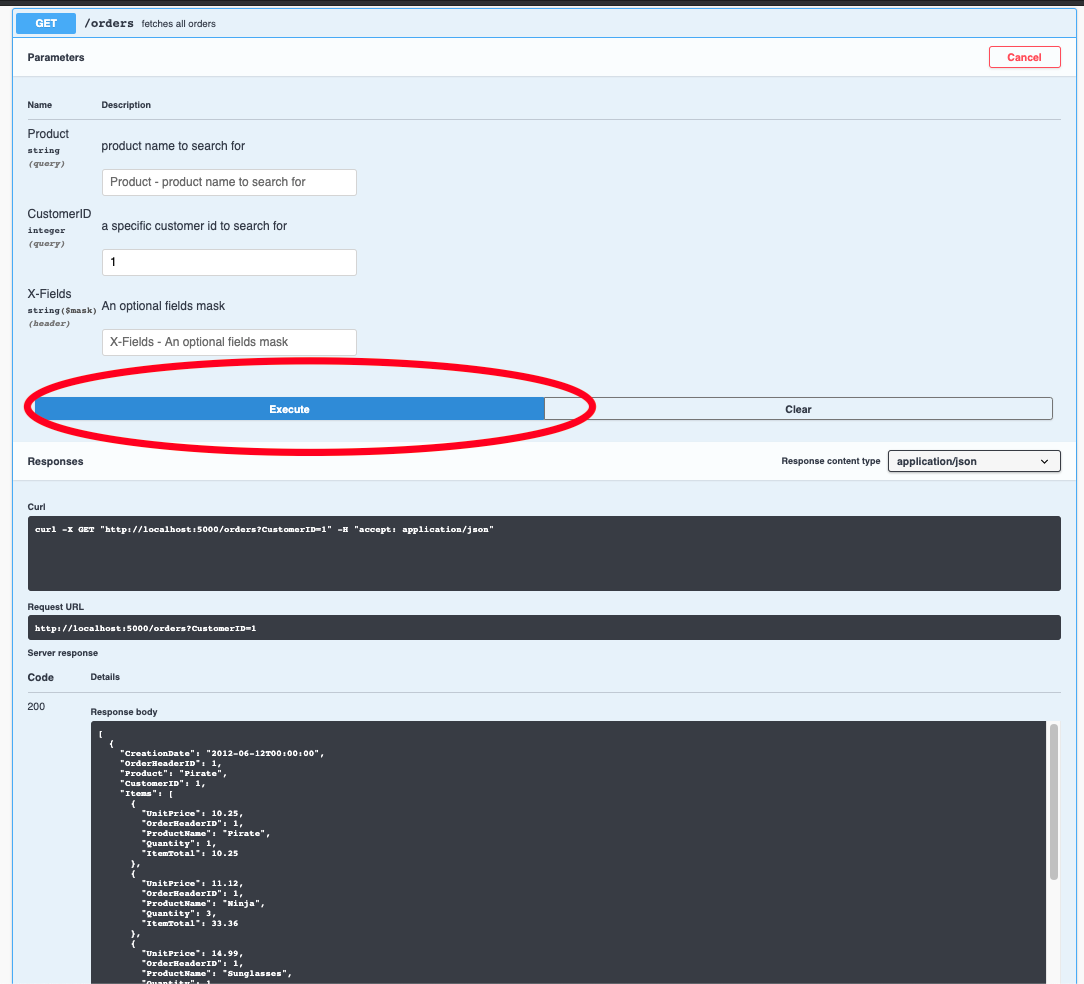 GET /orders fetches all orders
Parameters
Cancel
Name Description
Product
string
(query)
product name to search for
Product - product name to search for
CustomerID
integer
(query)
a specific customer id to search for
1
X-Fields
string($mask)
(header)
An optional fields mask
X-Fields - An optional fields mask
Execute
Clear
Responses
Response content type application/json
Curl
curl -X GET "http://localhost:5000/orders?CustomerID=1" -H "accept: application/json"
Request URL
http://localhost:5000/orders?CustomerID=1
Server response
Code Details
200
Response body
[
{
"CreationDate": "2012-06-12T00:00:00",
"OrderHeaderID": 1,
"Product": "Pirate",
"CustomerID": 1,
"Items": [
{
"UnitPrice": 10.25,
"OrderHeaderID": 1,
"ProductName": "Pirate",
"Quantity": 1,
"ItemTotal": 10.25
},
{
"UnitPrice": 11.12,
"OrderHeaderID": 1,
"ProductName": "Ninja",
"Quantity": 3,
"ItemTotal": 33.36
},
{
"UnitPrice": 14.99,
"OrderHeaderID": 1,
"ProductName": "Sunglasses",
"Quantity": 1,